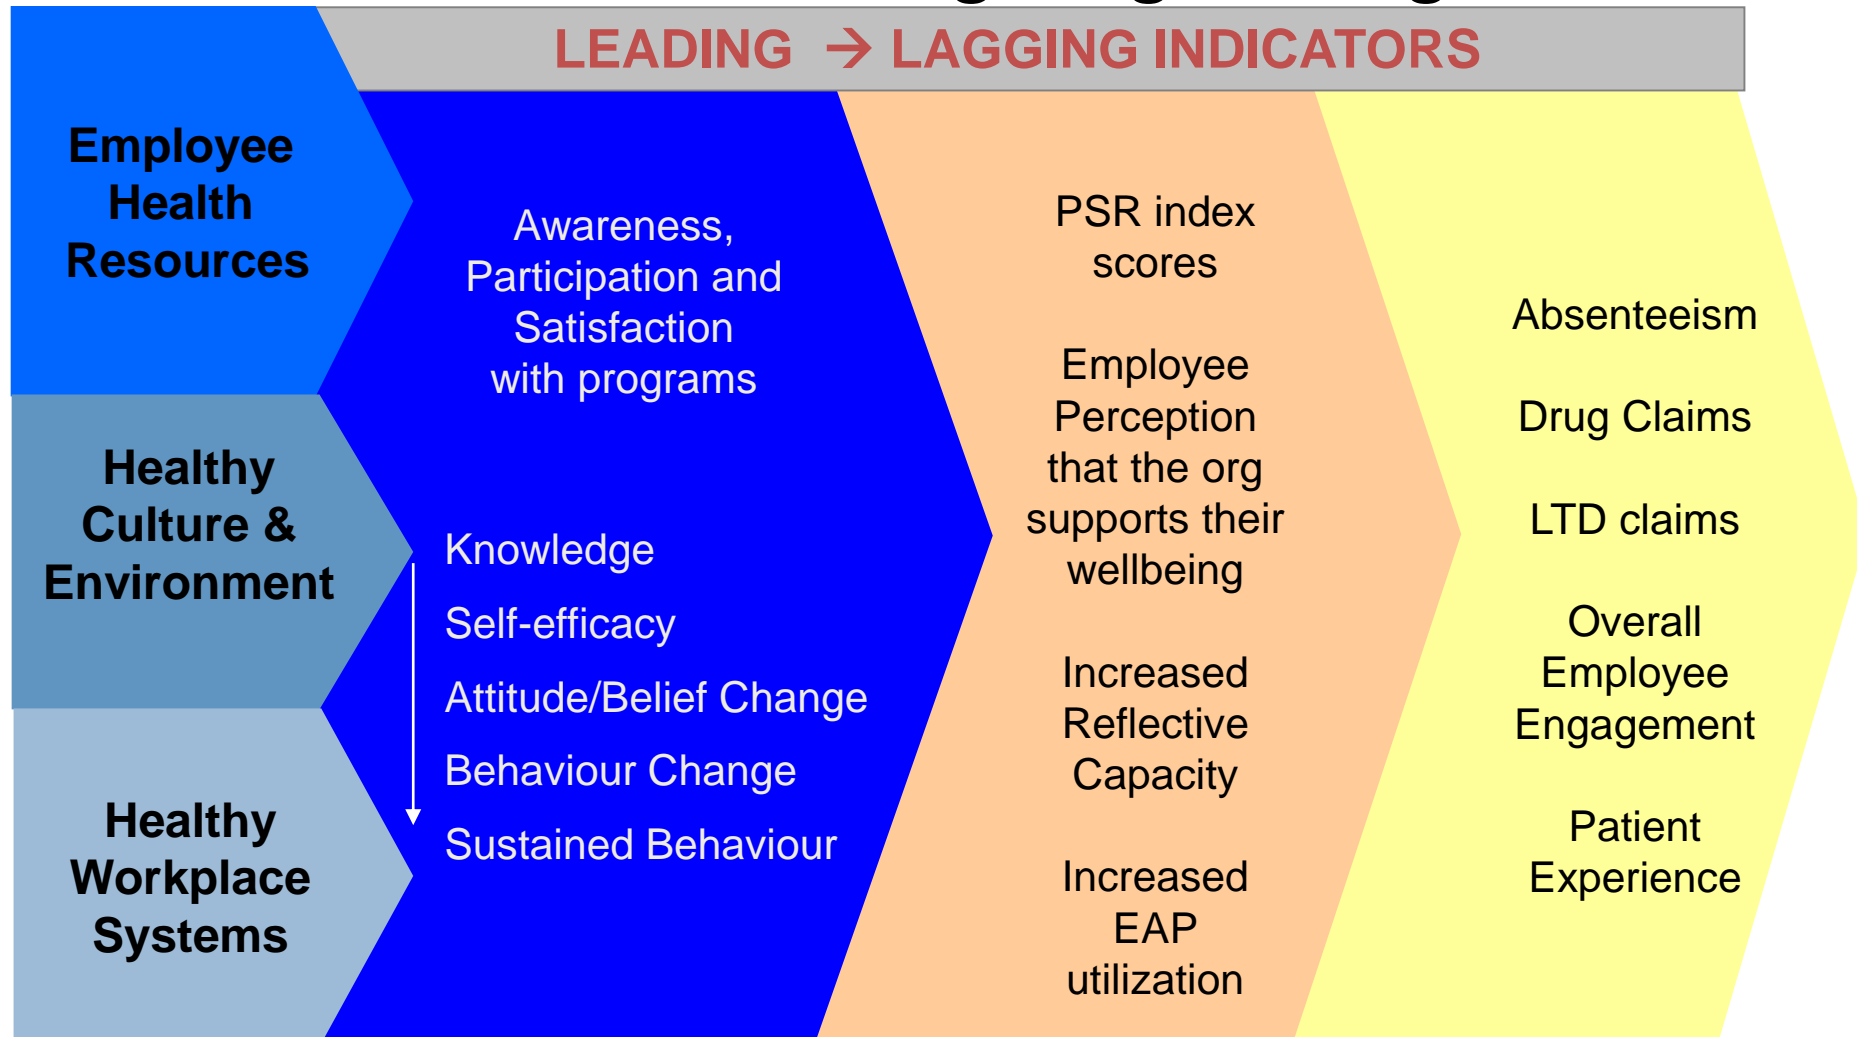 LEADING → LAGGING INDICATORS
Employee
Health
Resources
Healthy
Culture &
Environment
Healthy
Workplace
Systems
Awareness,
Participation and
Satisfaction
with programs
Knowledge
Self-efficacy
Attitude/Belief Change
Behaviour Change
Sustained Behaviour
PSR index
scores
Employee
Perception
that the org
supports their
wellbeing
Increased
Reflective
Capacity
Increased
EAP
utilization
Absenteeism
Drug Claims
LTD claims
Overall
Employee
Engagement
Patient
Experience